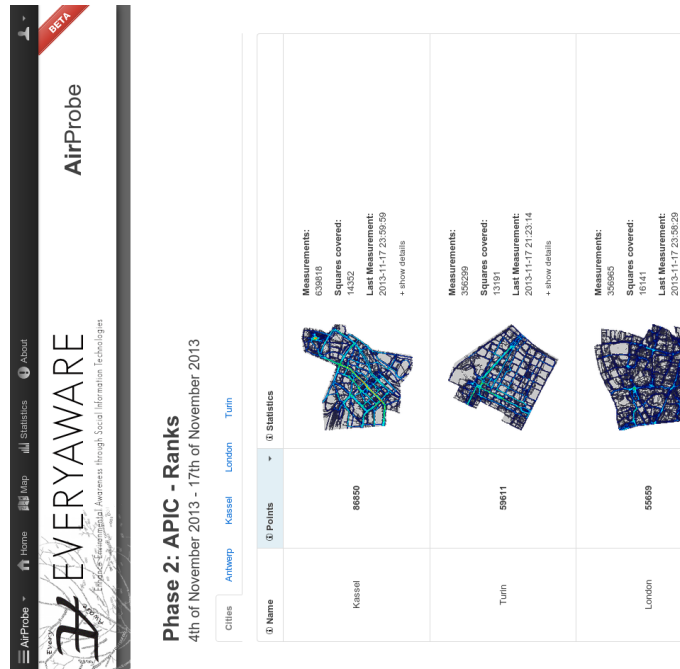 AirProbe Home Map Statistics About
BETA
Every Aware
EVERYAWARE
Enhance Environmental Awareness through Social Information Technologies
AirProbe
Phase 2: APIC - Ranks
4th of November 2013 - 17th of November 2013
Cities Antwerp Kassel London Turin
Name Points Statistics
Kassel
86850
Measurements:
639818
Squares covered:
14352
Last Measurement:
2013-11-17 23:59:59
+ show details
Turin
59611
Measurements:
356299
Squares covered:
13191
Last Measurement:
2013-11-17 21:23:14
+ show details
London
55659
Measurements:
356965
Squares covered:
16141
Last Measurement:
2013-11-17 23:58:29